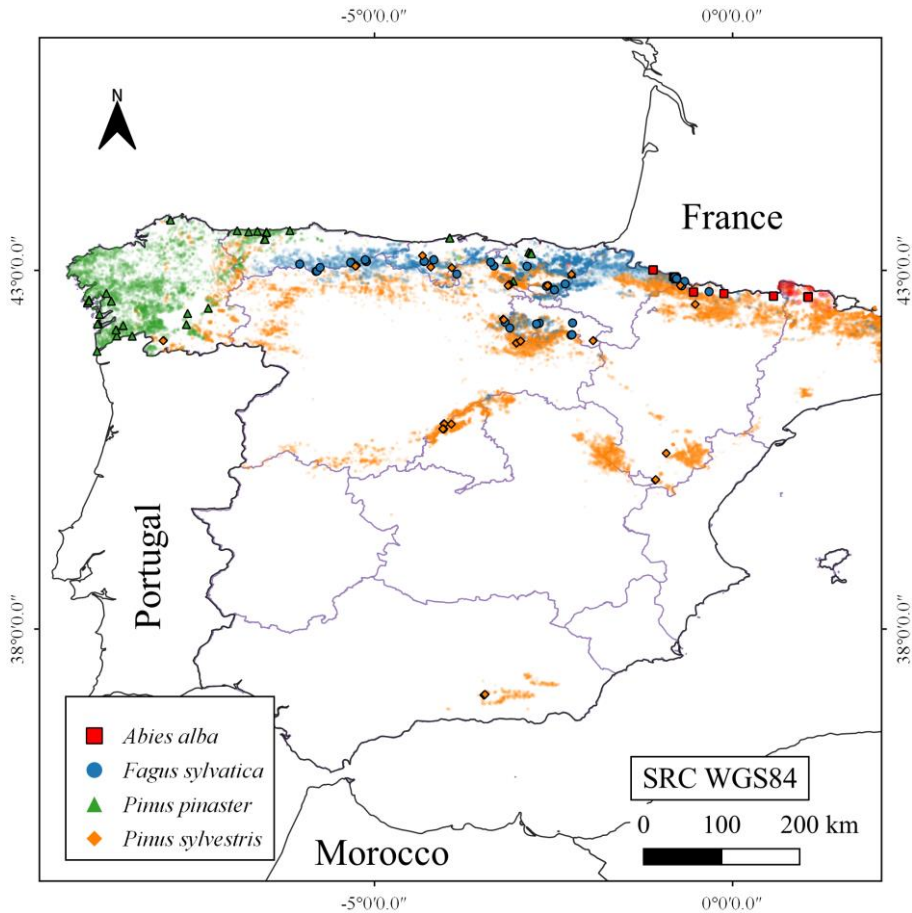 -5°0'0.0"
0°0'0.0"
N
France
43°0'0.0"
43°0'0.0"
Portugal
38°0'0.0"
38°0'0.0"
Abies alba
Fagus sylvatica
Pinus pinaster
Pinus sylvestris
SRC WGS84
0 100 200 km
Morocco
-5°0'0.0"
0°0'0.0"